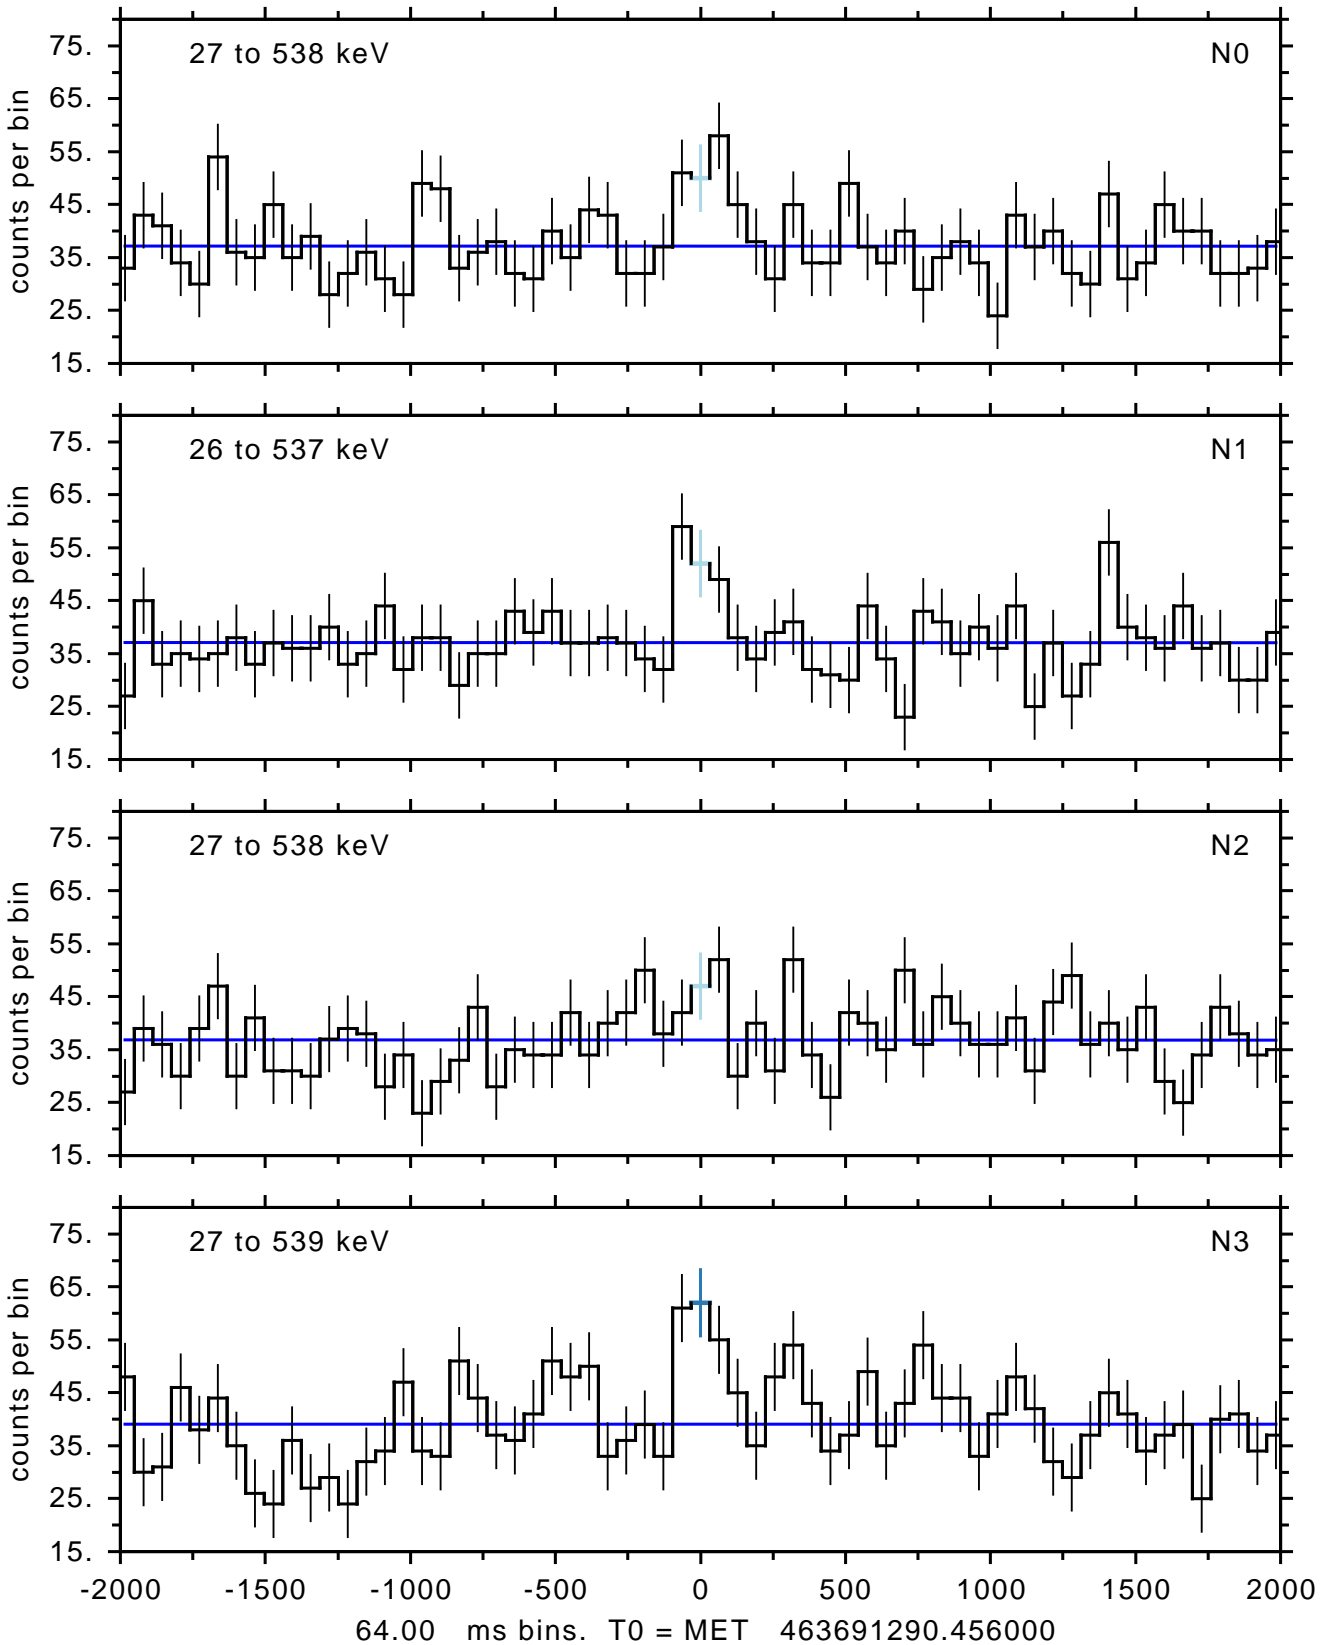 27 to 538 keV N0
75.
65.
55.
45.
35.
25.
15.
counts per bin
26 to 537 keV N1
75.
65.
55.
45.
35.
25.
15.
counts per bin
27 to 538 keV N2
75.
65.
55.
45.
35.
25.
15.
counts per bin
27 to 539 keV N3
75.
65.
55.
45.
35.
25.
15.
counts per bin
-2000 -1500 -1000 -500 0 500 1000 1500 2000
64.00 ms bins. T0 = MET 463691290.456000